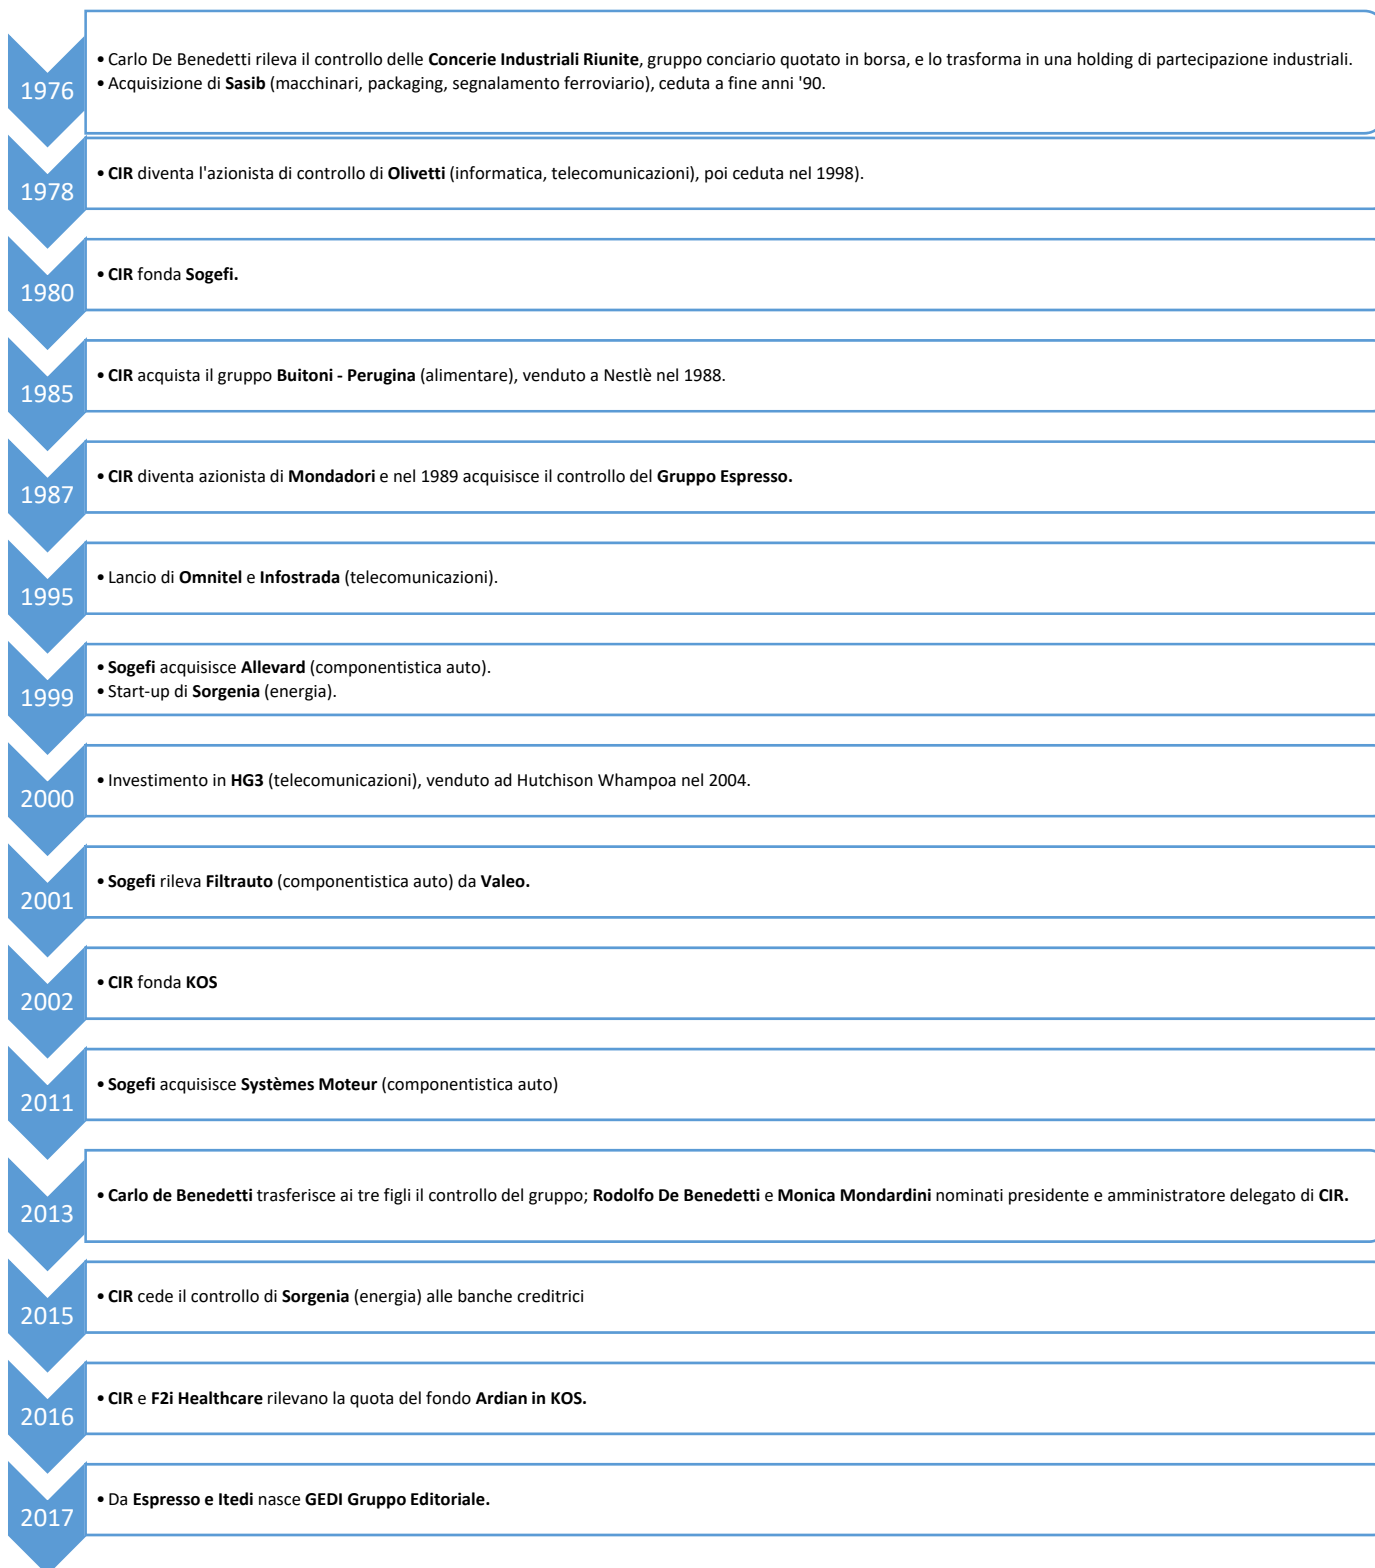 1976
• Carlo De Benedetti rileva il controllo delle Concerie Industriali Riunite, gruppo conciario quotato in borsa, e lo trasforma in una holding di partecipazione industriali.
• Acquisizione di Sasib (macchinari, packaging, segnalamento ferroviario), ceduta a fine anni '90.
1978
• CIR diventa l'azionista di controllo di Olivetti (informatica, telecomunicazioni), poi ceduta nel 1998).
1980
• CIR fonda Sogefi.
1985
• CIR acquista il gruppo Buitoni - Perugina (alimentare), venduto a Nestlè nel 1988.
1987
• CIR diventa azionista di Mondadori e nel 1989 acquisisce il controllo del Gruppo Espresso.
1995
• Lancio di Omnitel e Infostrada (telecomunicazioni).
1999
• Sogefi acquisisce Allevard (componentistica auto).
• Start-up di Sorgenia (energia).
2000
• Investimento in HG3 (telecomunicazioni), venduto ad Hutchison Whampoa nel 2004.
2001
• Sogefi rileva Filtrauto (componentistica auto) da Valeo.
2002
• CIR fonda KOS
2011
• Sogefi acquisisce Systèmes Moteur (componentistica auto)
2013
• Carlo de Benedetti trasferisce ai tre figli il controllo del gruppo; Rodolfo De Benedetti e Monica Mondardini nominati presidente e amministratore delegato di CIR.
2015
• CIR cede il controllo di Sorgenia (energia) alle banche creditrici
2016
• CIR e F2i Healthcare rilevano la quota del fondo Ardian in KOS.
2017
• Da Espresso e Itedi nasce GEDI Gruppo Editoriale.